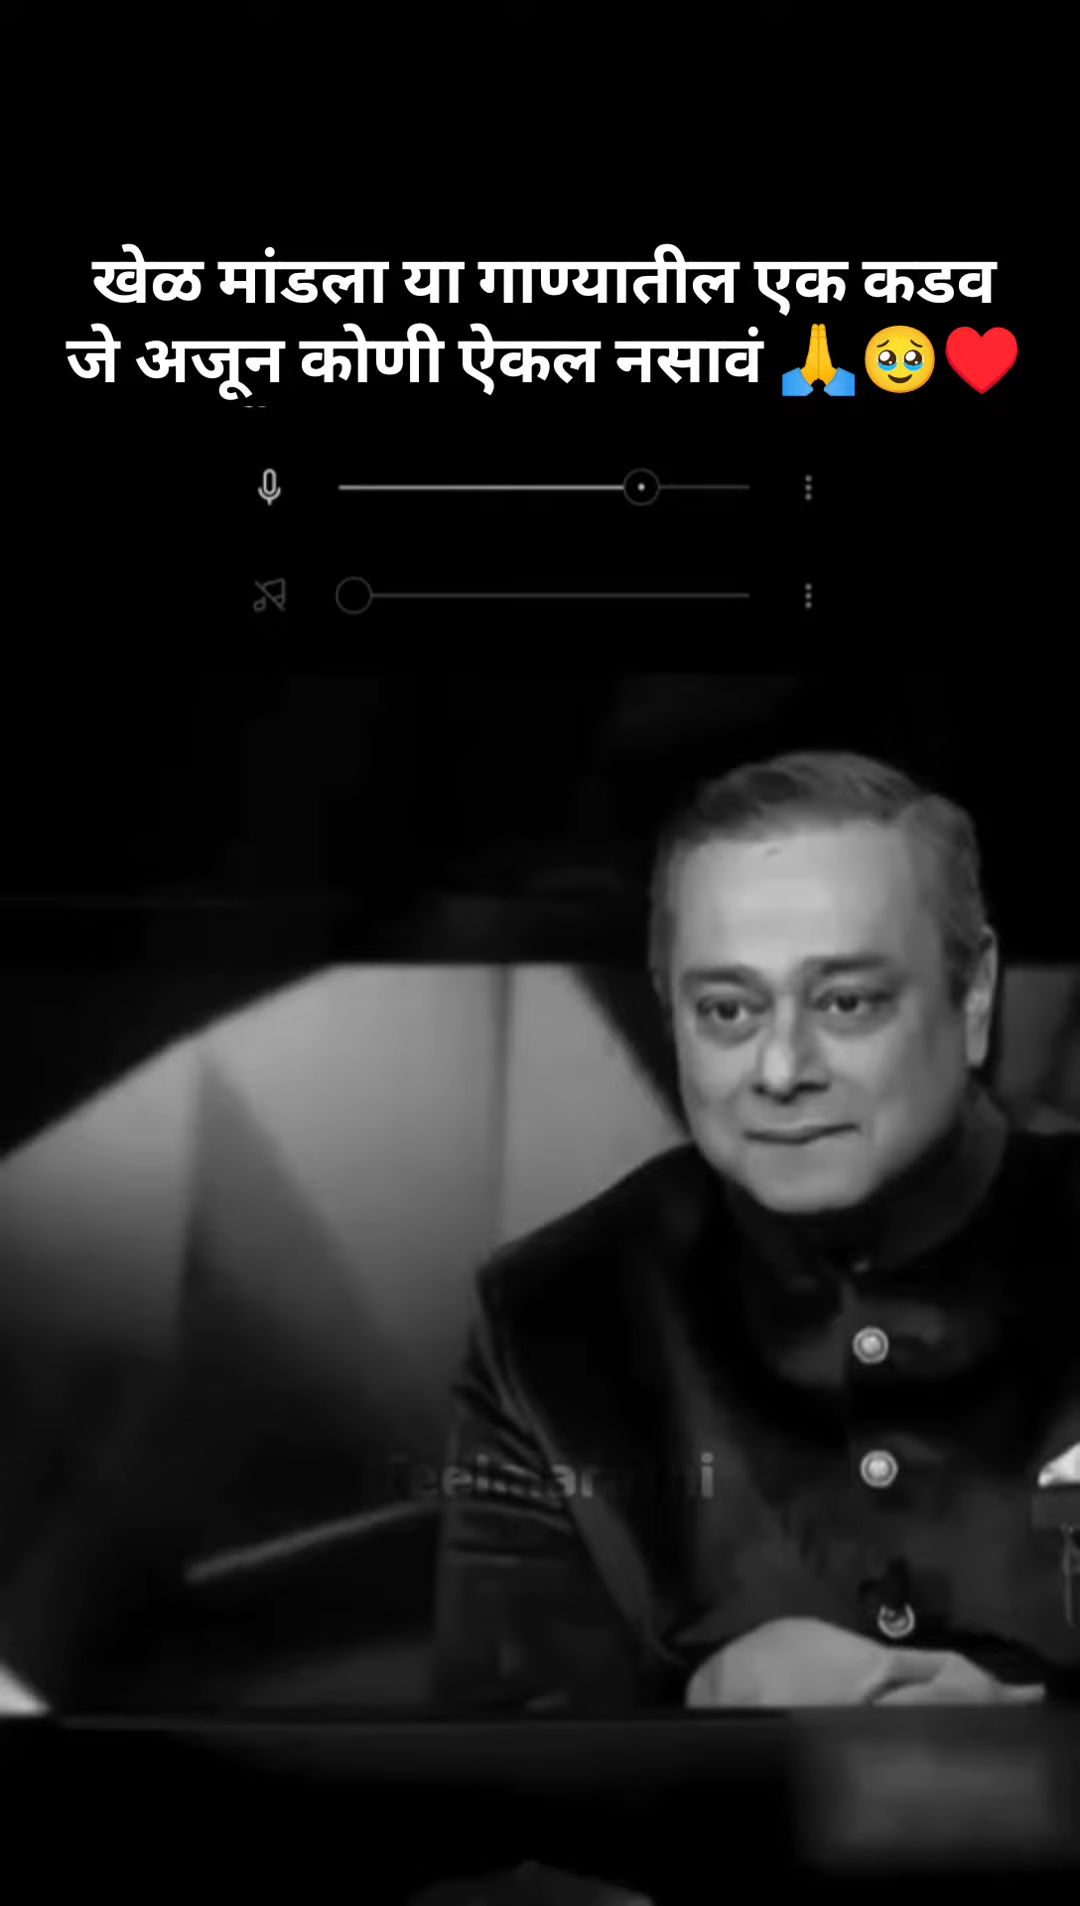 खेळ मांडला या गाण्यातील एक कडव
जे अजून कोणी ऐकल नसावं 🙏🥹♥️